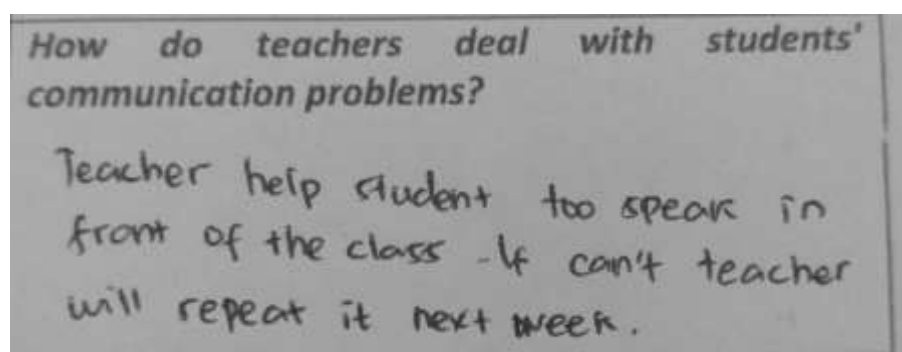 How do teachers deal with students'
communication problems?
Teacher help student too speak in
front of the class. If can't teacher
will repeat it next week.